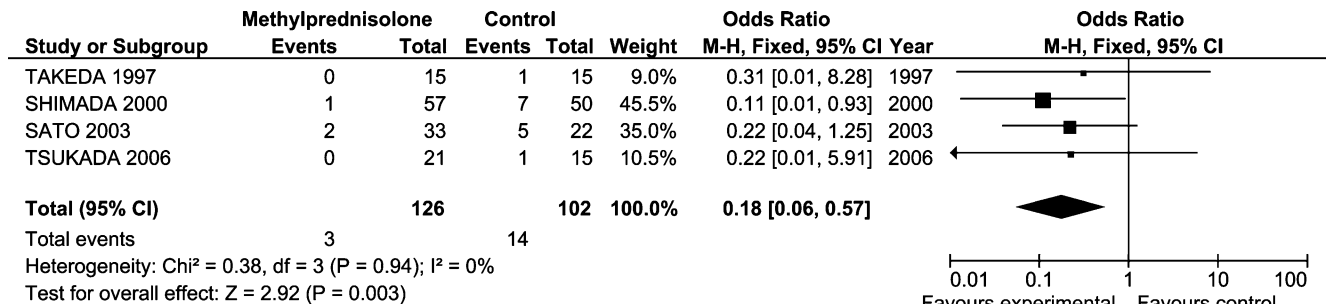 Methylprednisolone Control Odds Ratio Odds Ratio
Study or Subgroup Events Total Events Total Weight M-H, Fixed, 95% CI Year M-H, Fixed, 95% CI
TAKEDA 1997 0 15 1 15 9.0% 0.31 [0.01, 8.28] 1997
SHIMADA 2000 1 57 7 50 45.5% 0.11 [0.01, 0.93] 2000
SATO 2003 2 33 5 22 35.0% 0.22 [0.04, 1.25] 2003
TSUKADA 2006 0 21 1 15 10.5% 0.22 [0.01, 5.91] 2006
Total (95% CI) 126 102 100.0% 0.18 [0.06, 0.57]
Total events 3 14
Heterogeneity: Chi² = 0.38, df = 3 (P = 0.94); I² = 0%
Test for overall effect: Z = 2.92 (P = 0.003)
0.01 0.1 1 10 100
Favours experimental Favours control